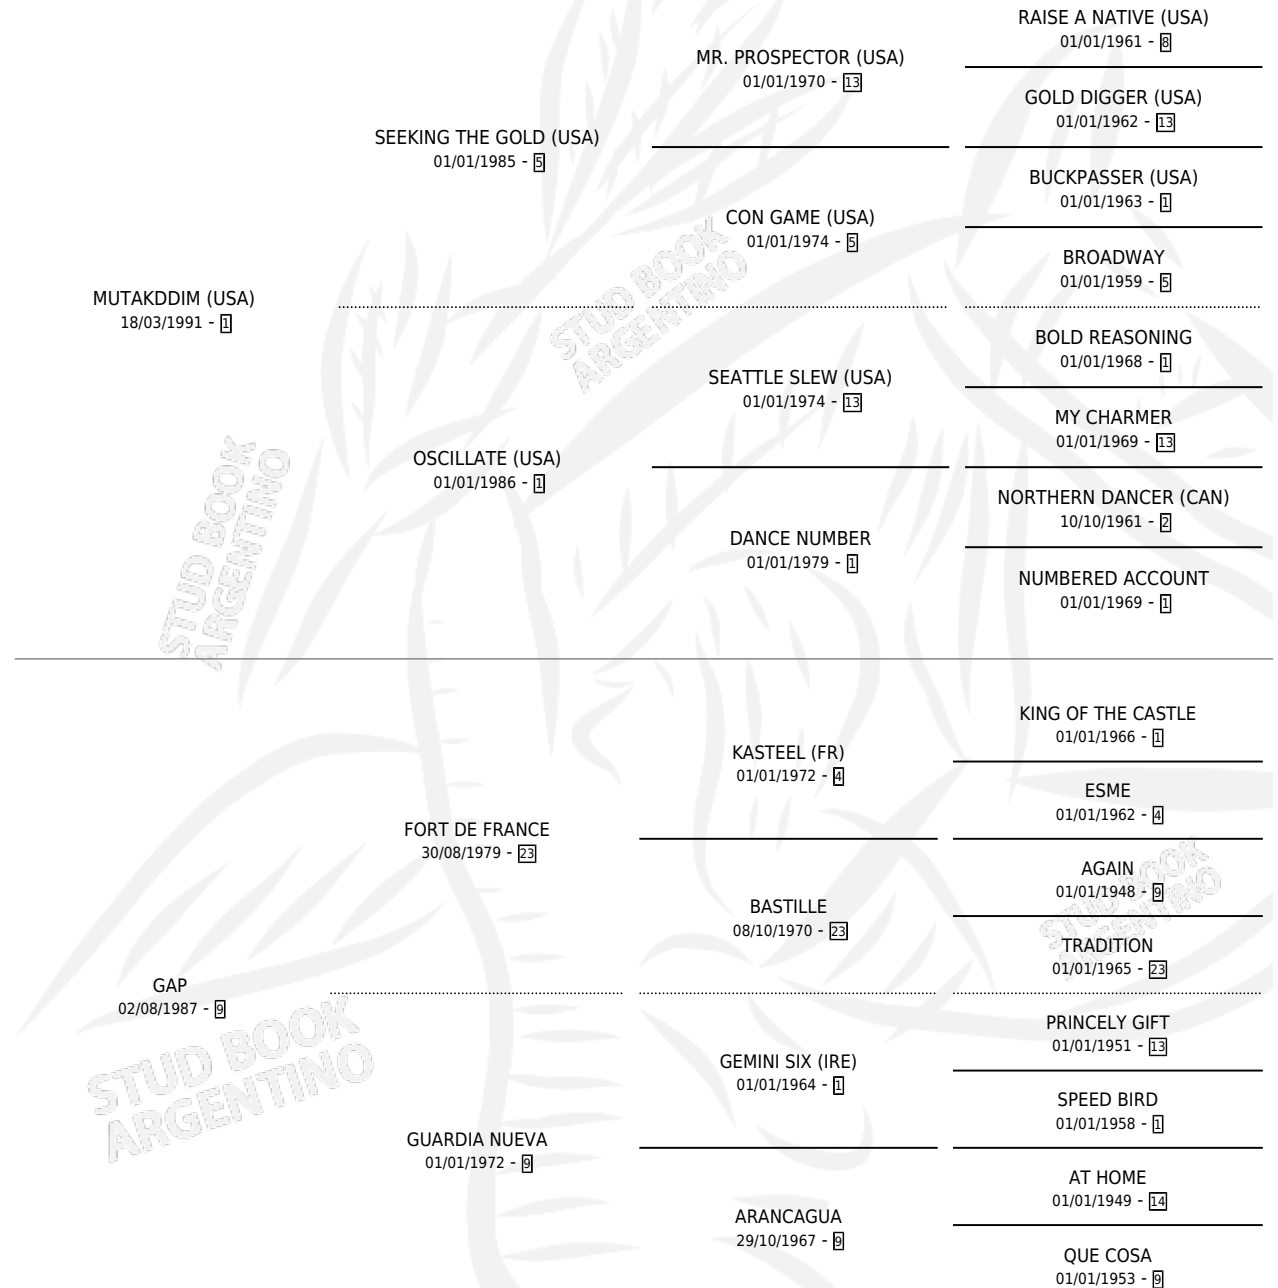 RAISE A NATIVE (USA)
01/01/1961 - 8
MR. PROSPECTOR (USA)
01/01/1970 - 13
GOLD DIGGER (USA)
01/01/1962 - 13
SEEKING THE GOLD (USA)
01/01/1985 - 5
BUCKPASSER (USA)
01/01/1963 - 1
CON GAME (USA)
01/01/1974 - 5
BROADWAY
01/01/1959 - 5
MUTAKDDIM (USA)
18/03/1991 - 1
BOLD REASONING
01/01/1968 - 1
SEATTLE SLEW (USA)
01/01/1974 - 13
MY CHARMER
01/01/1969 - 13
OSCILLATE (USA)
01/01/1986 - 1
NORTHERN DANCER (CAN)
10/10/1961 - 2
DANCE NUMBER
01/01/1979 - 1
NUMBERED ACCOUNT
01/01/1969 - 1
KING OF THE CASTLE
01/01/1966 - 1
KASTEEL (FR)
01/01/1972 - 4
ESME
01/01/1962 - 4
FORT DE FRANCE
30/08/1979 - 23
AGAIN
01/01/1948 - 9
BASTILLE
08/10/1970 - 23
TRADITION
01/01/1965 - 23
GAP
02/08/1987 - 9
PRINCELY GIFT
01/01/1951 - 13
GEMINI SIX (IRE)
01/01/1964 - 1
SPEED BIRD
01/01/1958 - 1
GUARDIA NUEVA
01/01/1972 - 9
AT HOME
01/01/1949 - 14
ARANCAGUA
29/10/1967 - 9
QUE COSA
01/01/1953 - 9
STUD BOOK
ARGENTINO
STUD BOOK
ARGENTINO
STUD BOOK
ARGENTINO
STUD BOOK
ARGENTINO